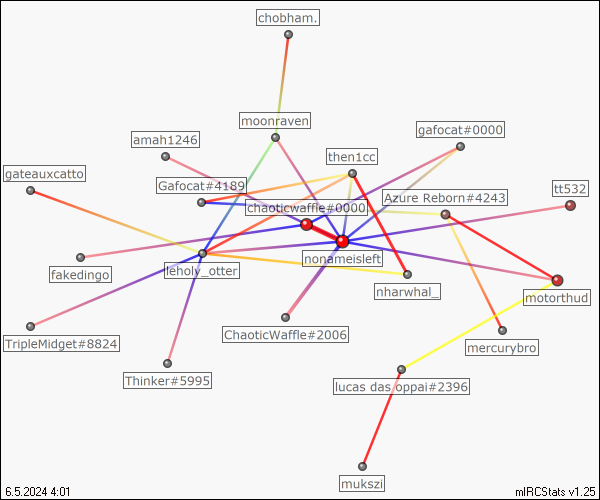 chobham.
moonraven
gafocat#0000
amah1246
then1cc
gateauxcatto
Gafocat#4189
tt532
Azure Reborn#4243
chaoticwaffle#0000
nonameisleft
leholy_otter
fakedingo
nharwhal_
motorthud
ChaoticWaffle#2006
TripleMidget#8824
mercurybro
Thinker#5995
lucas das oppai#2396
mukszi
6.5.2024 4:01
mIRCStats v1.25